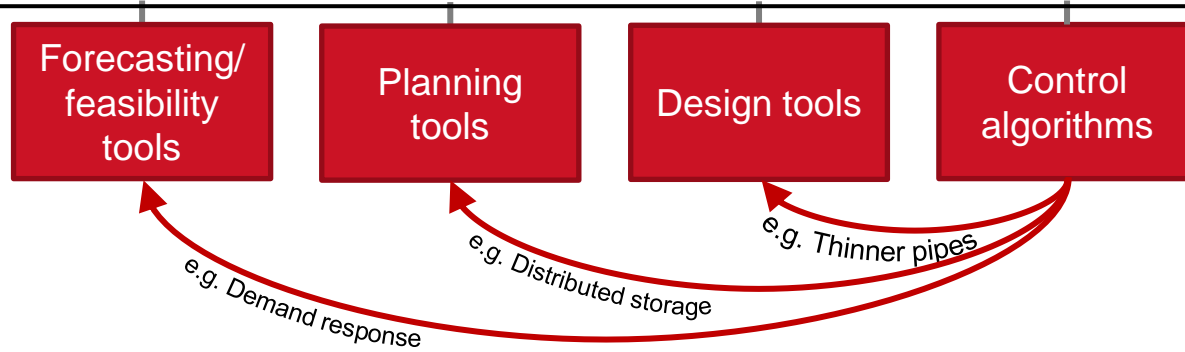 Forecasting/
feasibility
tools
Planning
tools
Design tools
Control
algorithms
e.g. Thinner pipes
e.g. Distributed storage
e.g. Demand response